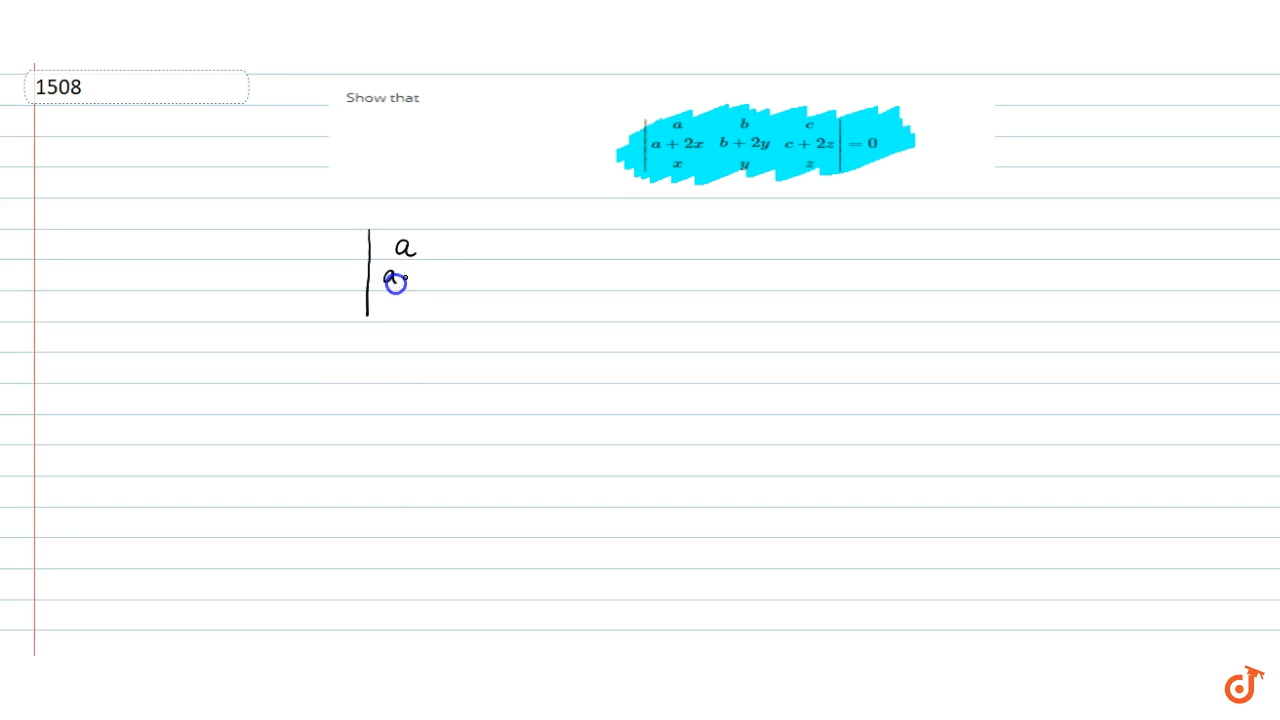 1508
Show that
a b c
a + 2x b + 2y c + 2z = 0
x y z
a
a